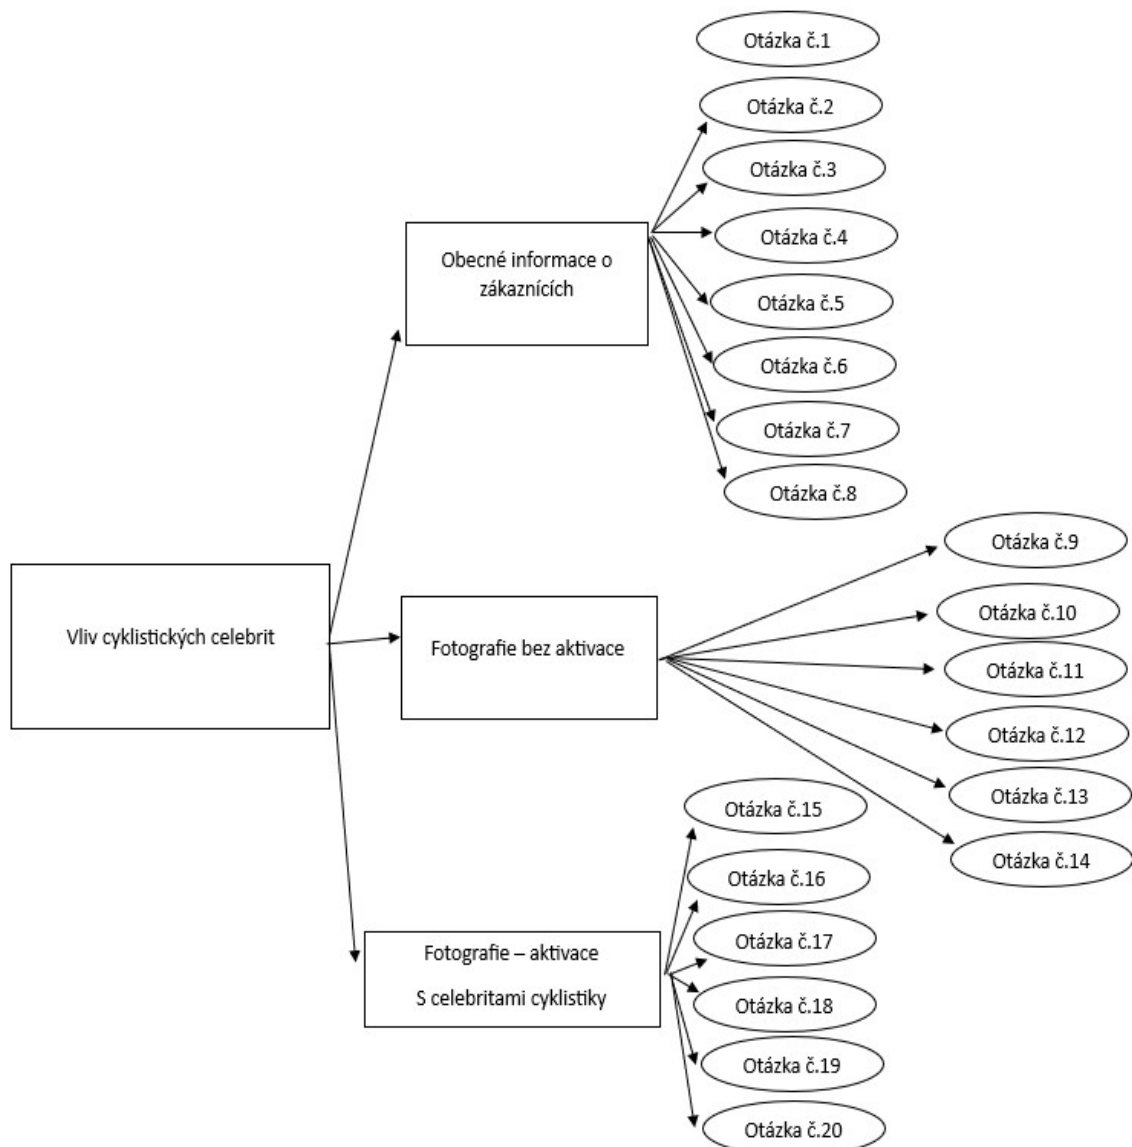 Otázka č.1
Otázka č.2
Otázka č.3
Otázka č.4
Obecné informace o
zákaznících
Otázka č.5
Otázka č.6
Otázka č.7
Otázka č.8
Otázka č.9
Otázka č.10
Vliv cyklistických celebrit
Fotografie bez aktivace
Otázka č.11
Otázka č.12
Otázka č.13
Otázka č.14
Otázka č.15
Otázka č.16
Otázka č.17
Fotografie – aktivace
S celebritami cyklistiky
Otázka č.18
Otázka č.19
Otázka č.20